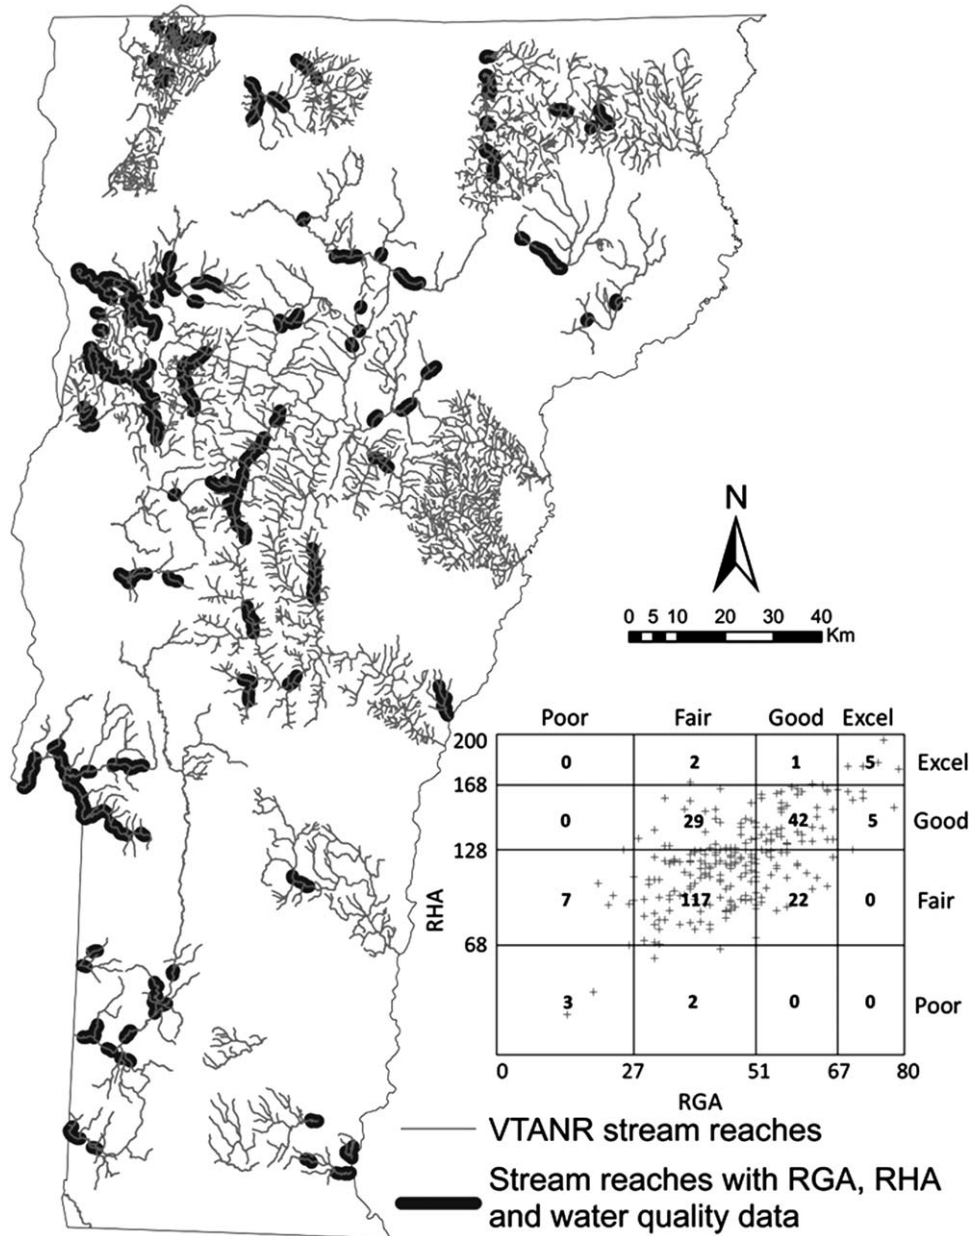 N
0 5 10 20 30 40
Km
Poor Fair Good Excel
200
0 2 1 5 Excel
168
0 29 42 5 Good
128
7 117 22 0 Fair
RHA
68
3 2 0 0 Poor
0 27 51 67 80
RGA
VTANR stream reaches
Stream reaches with RGA, RHA
and water quality data